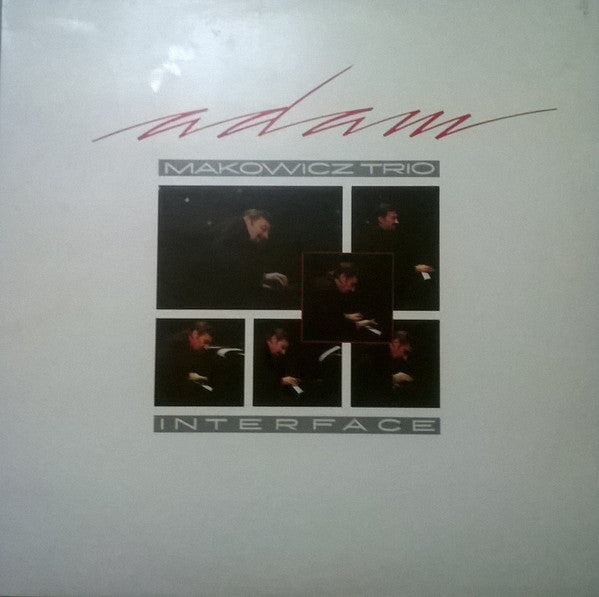 adam
MAKOWICZ TRIO
INTERFACE